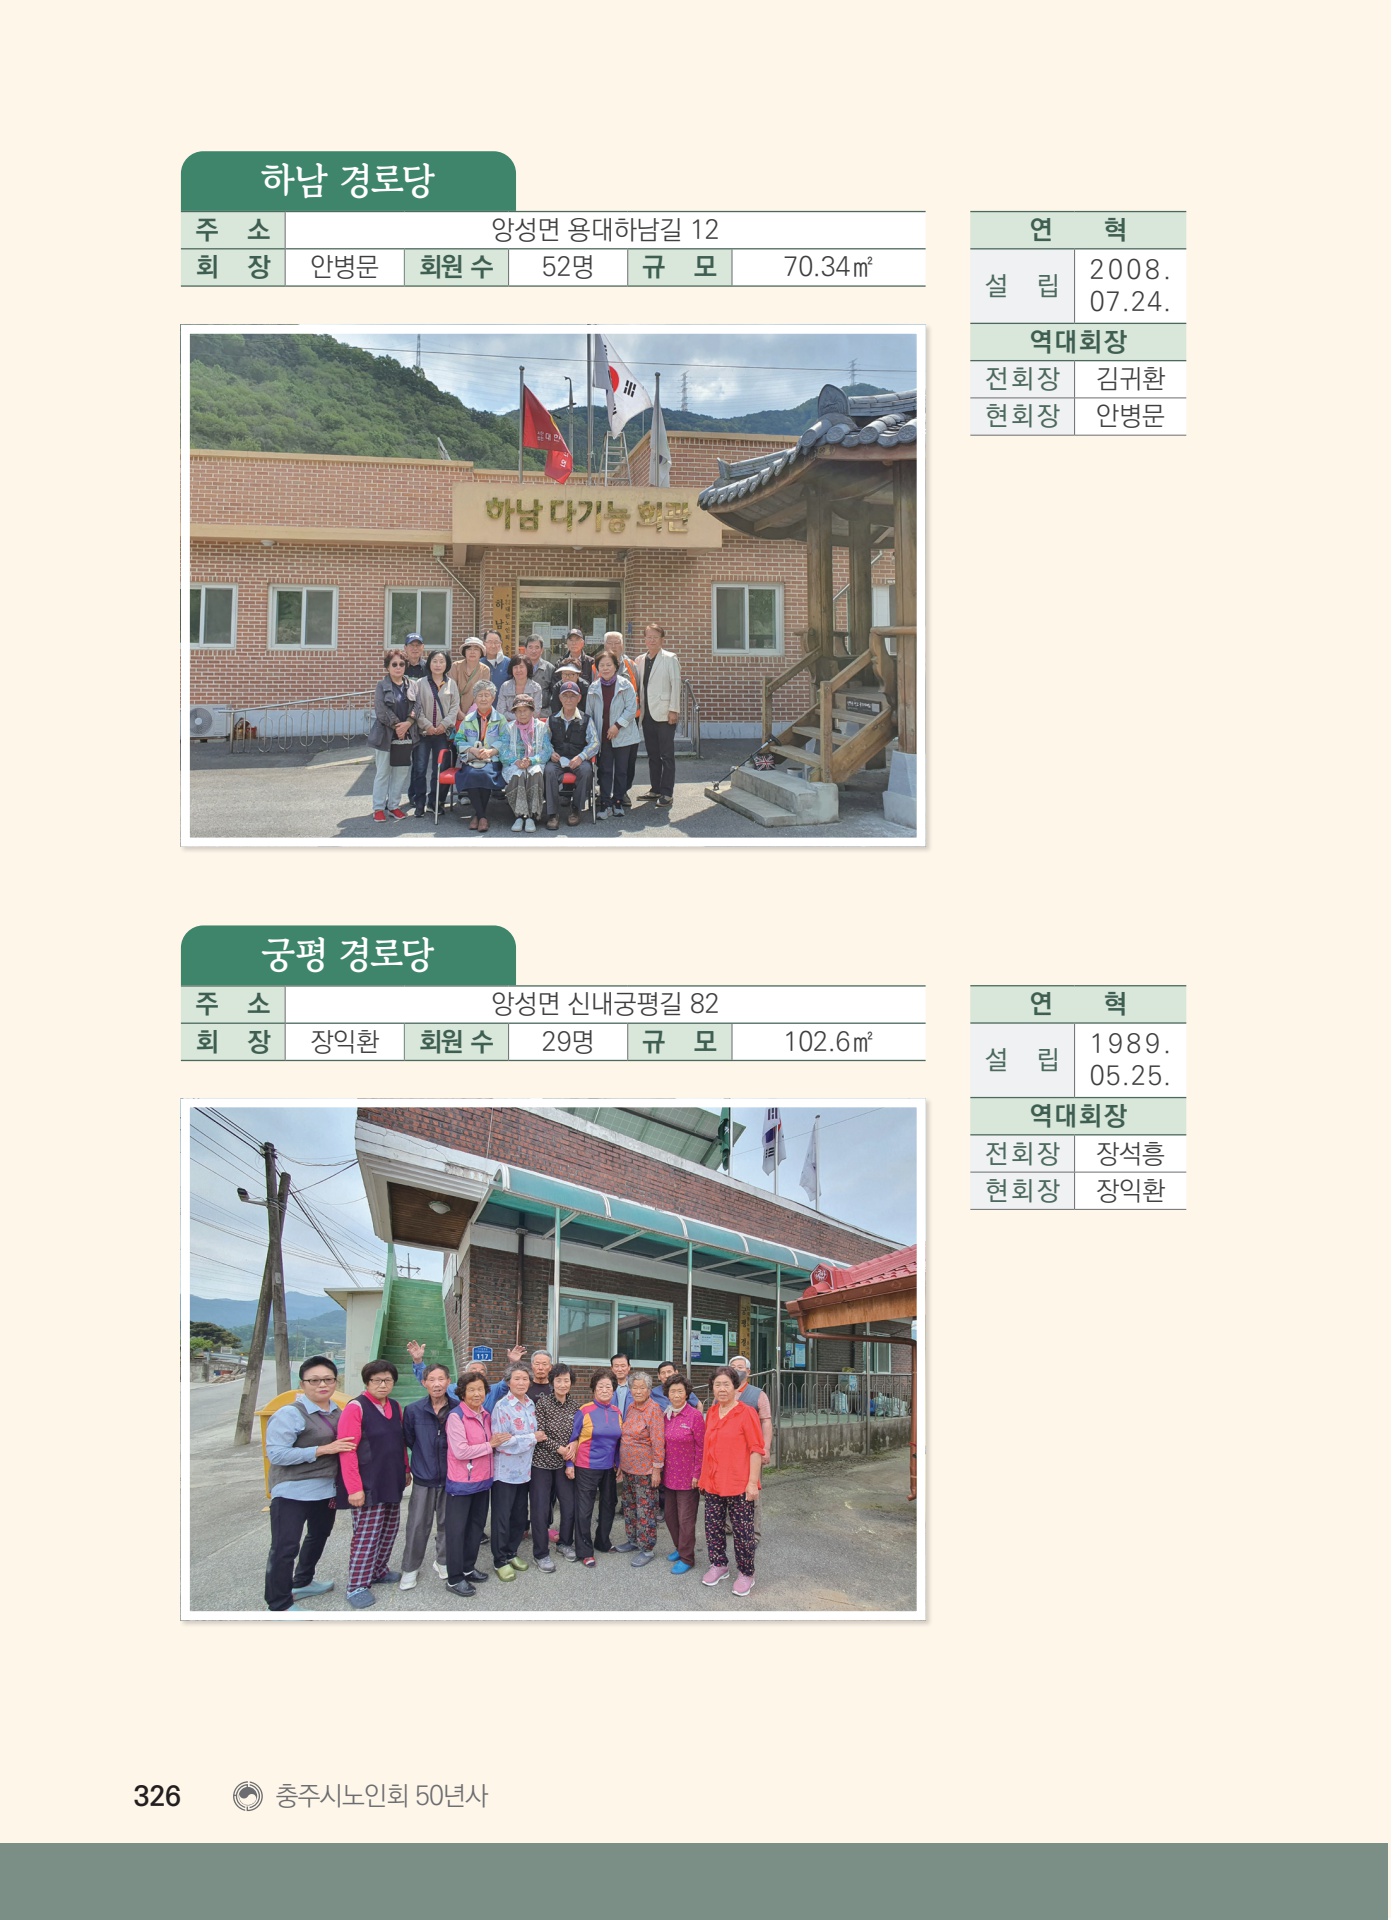 하남 경로당
주 소 앙성면 용대하남길 12
회 장 안병문 회원 수 52명 규 모 70.34㎡
연 혁
설 립 2008.
07.24.
역대회장
전회장 김귀환
현회장 안병문
하남 다기능 회관
하남
궁평 경로당
주 소 앙성면 신내궁평길 82
회 장 장익환 회원 수 29명 규 모 102.6㎡
연 혁
설 립 1989.
05.25.
역대회장
전회장 장석흥
현회장 장익환
117
326 충주시노인회 50년사